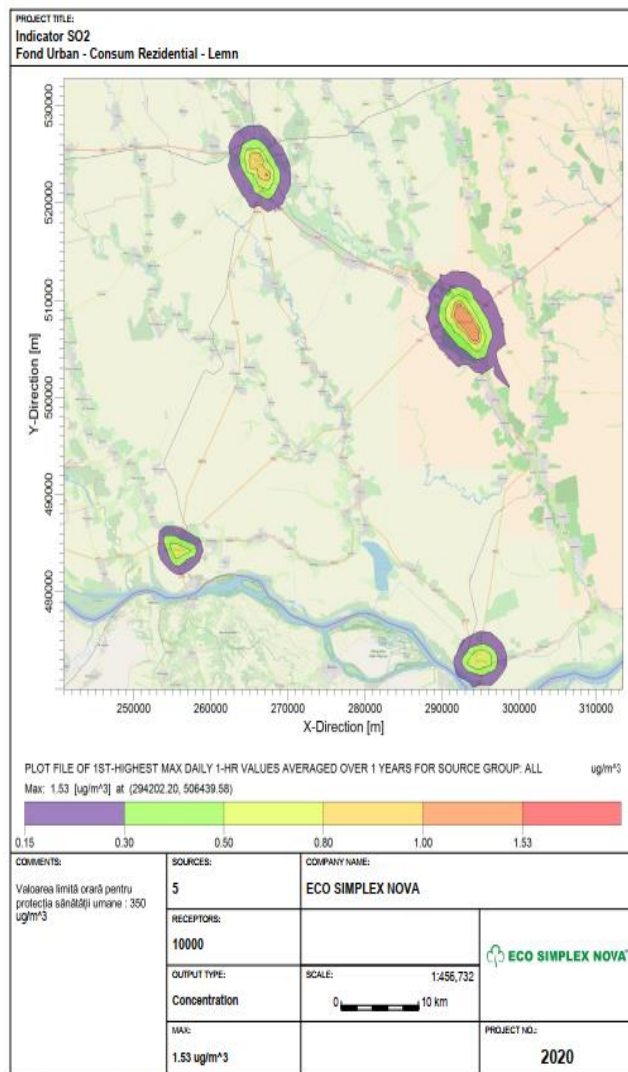 PROJECT TITLE:
Indicator SO2
Fond Urban - Consum Rezidential - Lemn
Y-Direction [m]
530000
520000
510000
500000
490000
480000
250000 260000 270000 280000 290000 300000 310000
X-Direction [m]
PLOT FILE OF 1ST-HIGHEST MAX DAILY 1-HR VALUES AVERAGED OVER 1 YEARS FOR SOURCE GROUP: ALL ug/m^3
Max: 1.53 [ug/m^3] at (294202.20, 506439.58)
0.15 0.30 0.50 0.80 1.00 1.53
COMMENTS:
Valoarea limită orară pentru
protecția sănătății umane : 350
ug/m^3
SOURCES:
5
COMPANY NAME:
ECO SIMPLEX NOVA
RECEPTORS:
10000
OUTPUT TYPE:
Concentration
SCALE: 1:456,732
0 10 km
ECO SIMPLEX NOVA
MAX:
1.53 ug/m^3
PROJECT NO.:
2020